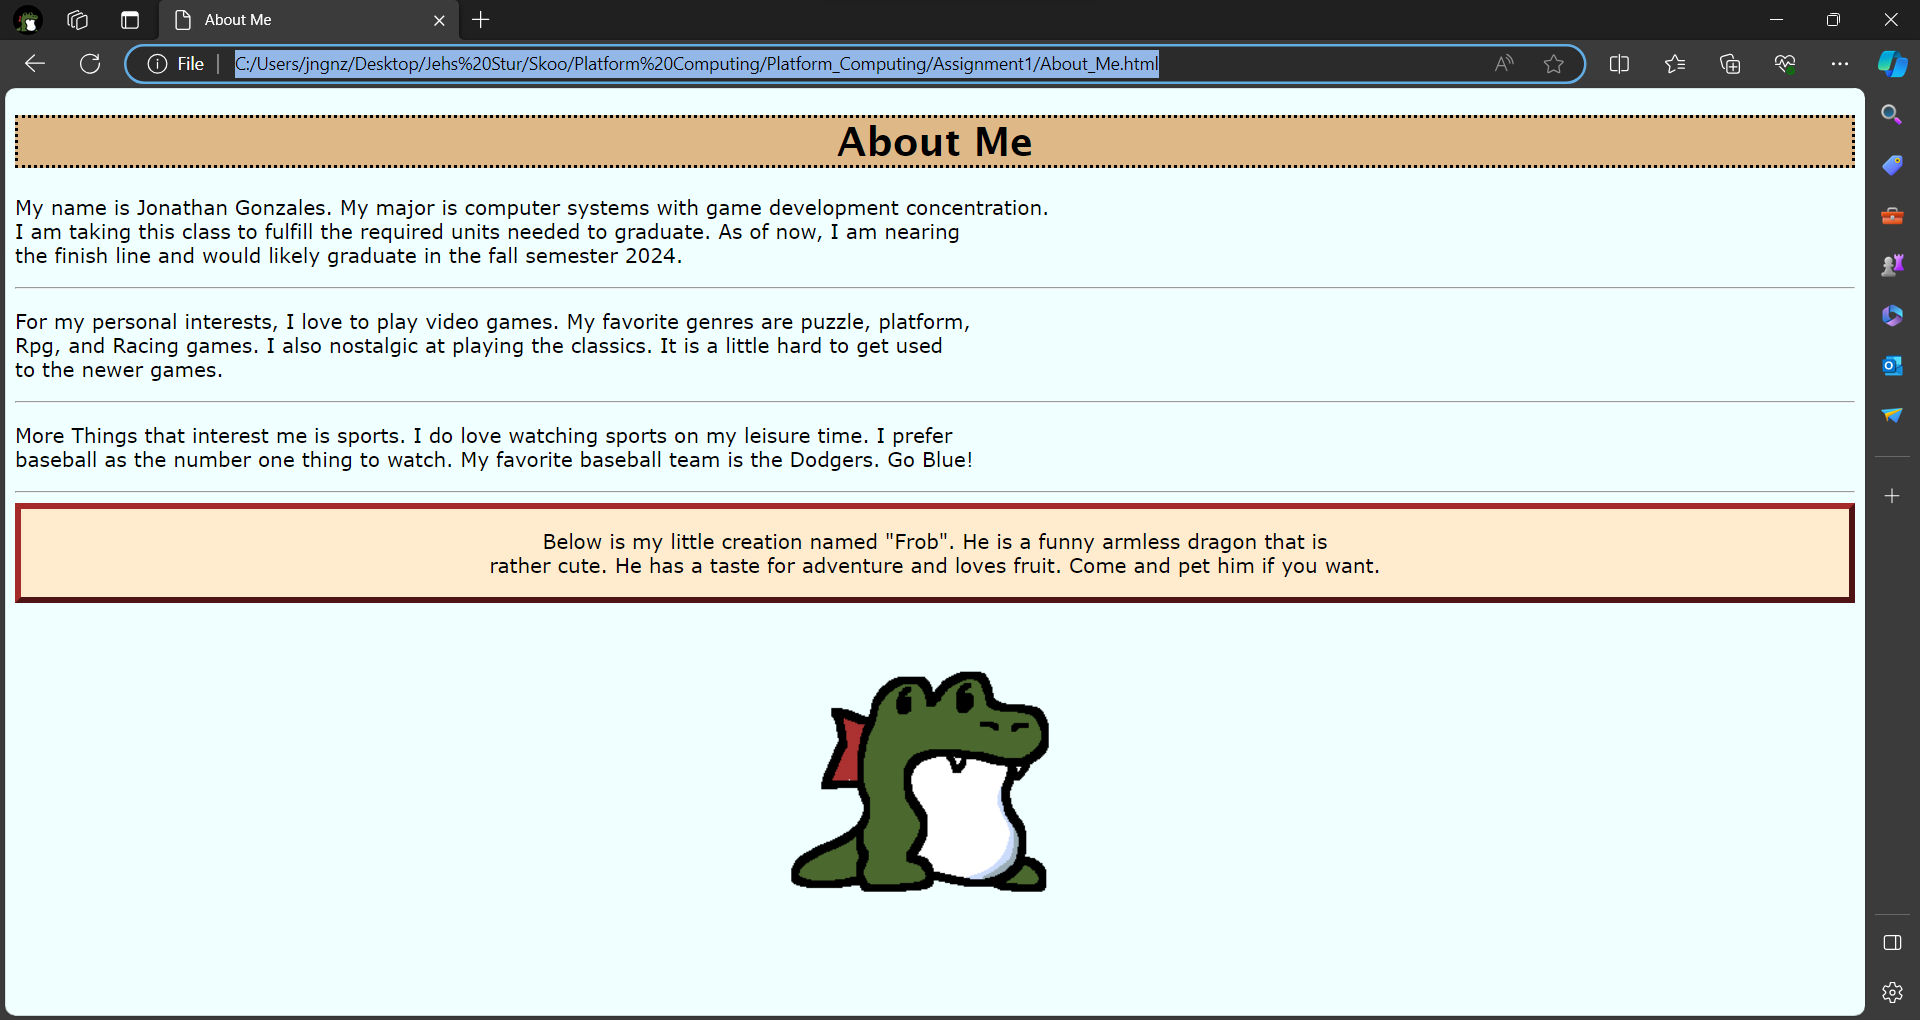 About Me
File
C:/Users/jngnz/Desktop/Jehs%20Stur/Skoo/Platform%20Computing/Platform_Computing/Assignment1/About_Me.html
About Me
My name is Jonathan Gonzales. My major is computer systems with game development concentration.
I am taking this class to fulfill the required units needed to graduate. As of now, I am nearing
the finish line and would likely graduate in the fall semester 2024.
For my personal interests, I love to play video games. My favorite genres are puzzle, platform,
Rpg, and Racing games. I also nostalgic at playing the classics. It is a little hard to get used
to the newer games.
More Things that interest me is sports. I do love watching sports on my leisure time. I prefer
baseball as the number one thing to watch. My favorite baseball team is the Dodgers. Go Blue!
Below is my little creation named "Frob". He is a funny armless dragon that is
rather cute. He has a taste for adventure and loves fruit. Come and pet him if you want.